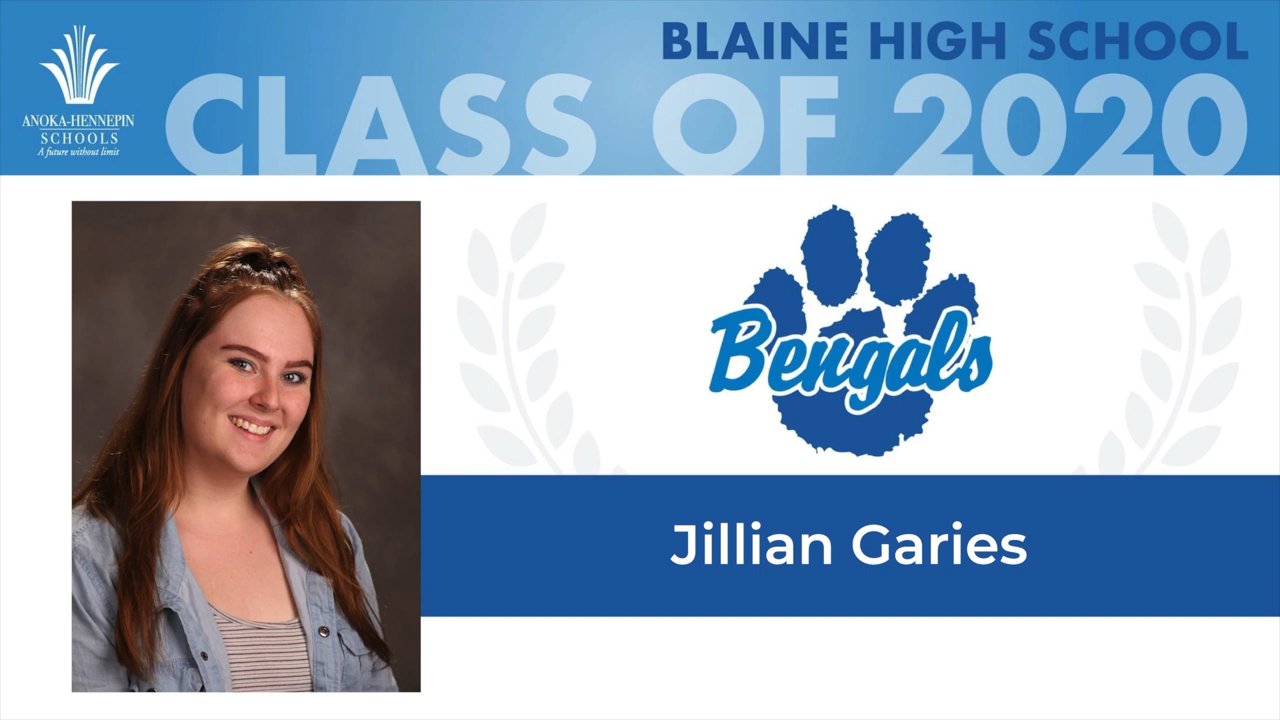 BLAINE HIGH SCHOOL
CLASS OF 2020
ANOKA-HENNEPIN
SCHOOLS
A future without limit
Bengals
Jillian Garies